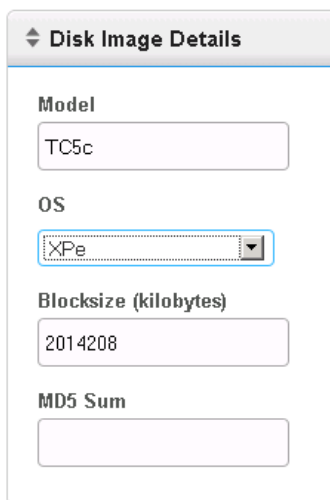 Disk Image Details
Model
TC5c
OS
XPe
Blocksize (kilobytes)
2014208
MD5 Sum